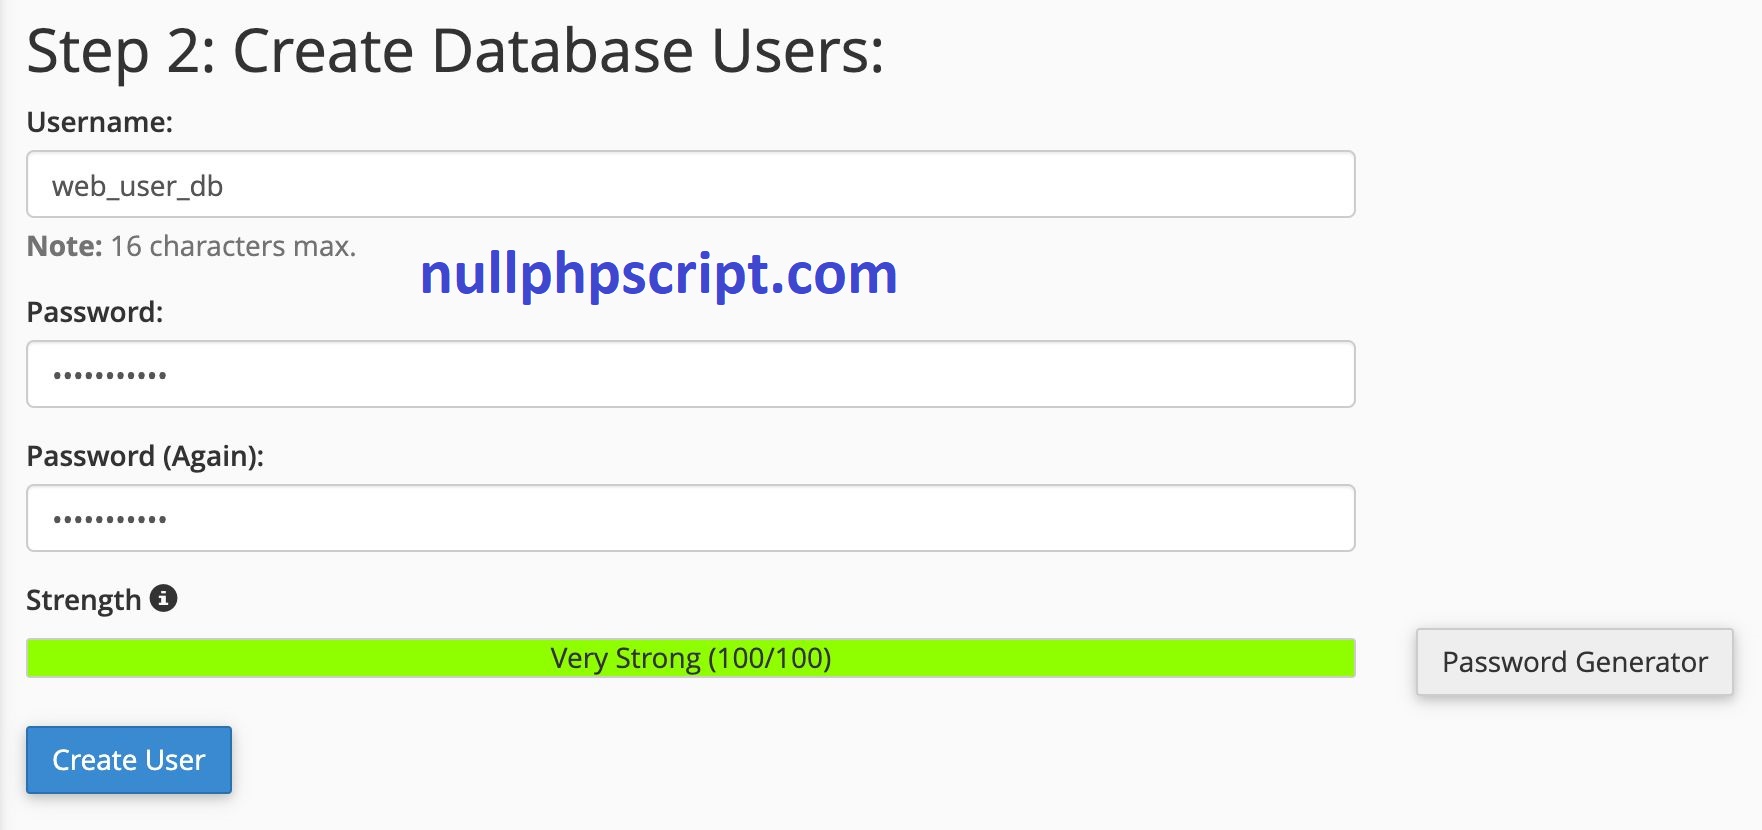 Step 2: Create Database Users:
Username:
web_user_db
Note: 16 characters max.
nullphpscript.com
Password:
•••••••••••
Password (Again):
•••••••••••
Strength
Very Strong (100/100)
Password Generator
Create User